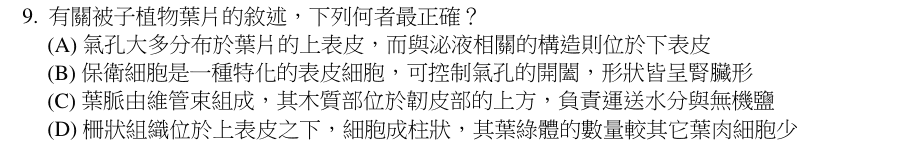 9. 有關被子植物葉片的敘述，下列何者最正確？
(A) 氣孔大多分布於葉片的上表皮，而與泌液相關的構造則位於下表皮
(B) 保衛細胞是一種特化的表皮細胞，可控制氣孔的開闔，形狀皆呈腎臟形
(C) 葉脈由維管束組成，其木質部位於韌皮部的上方，負責運送水分與無機鹽
(D) 柵狀組織位於上表皮之下，細胞成柱狀，其葉綠體的數量較其它葉肉細胞少